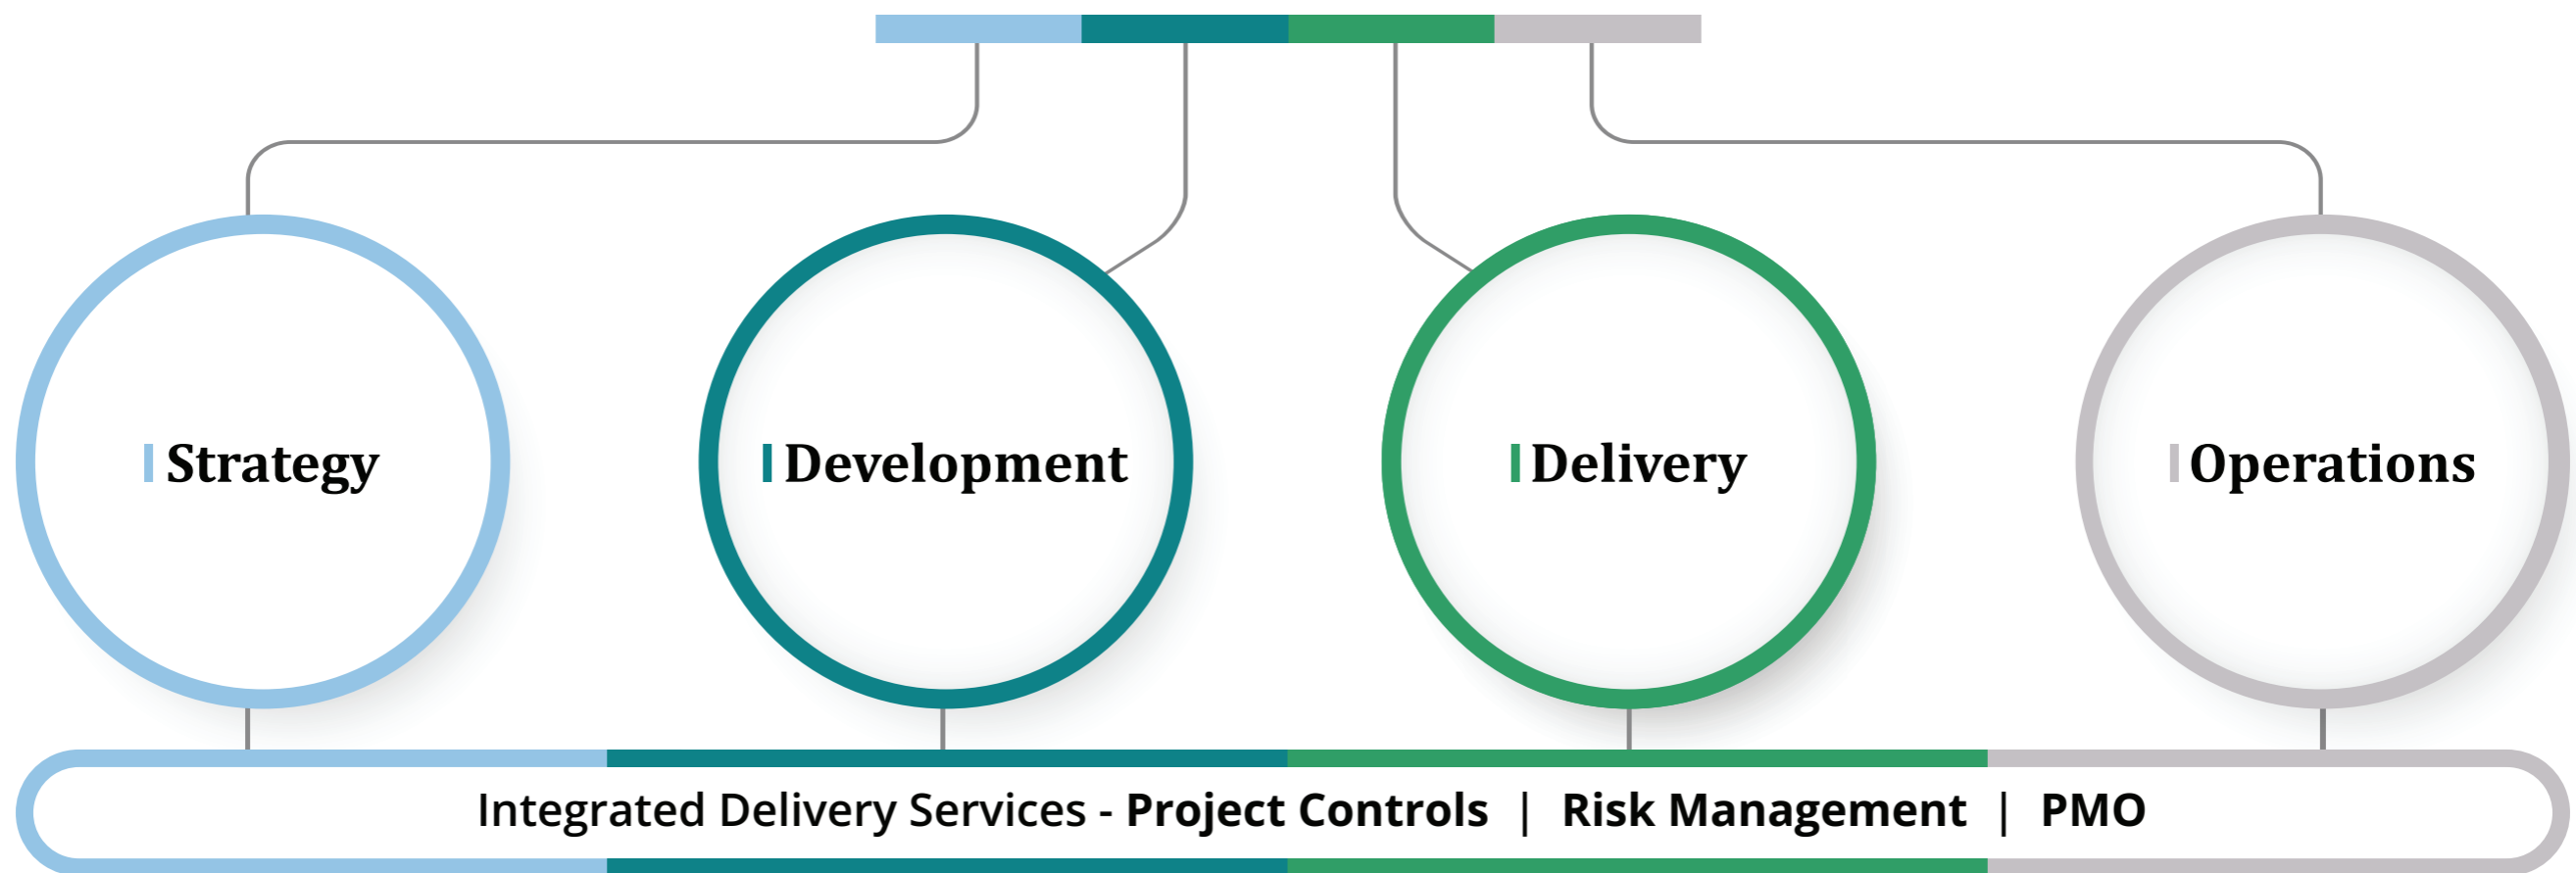 Strategy
Development
Delivery
Operations
Integrated Delivery Services - Project Controls | Risk Management | PMO